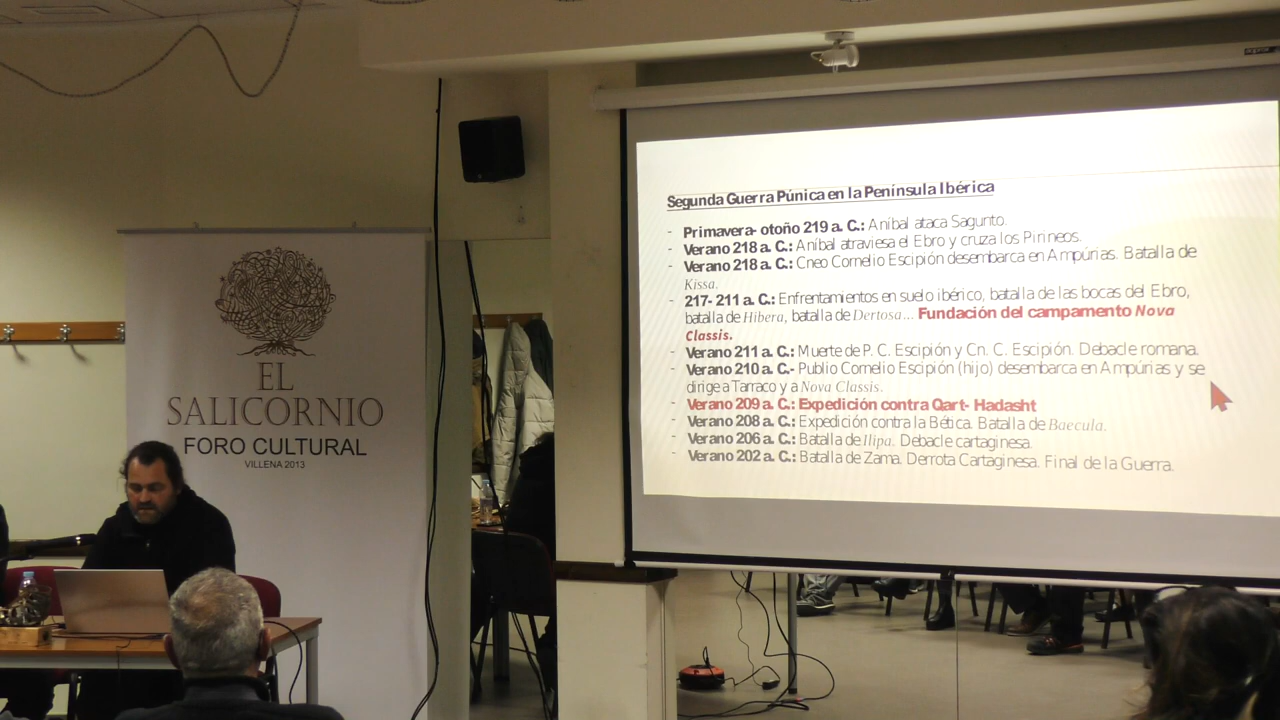 EL
SALICORNIO
FORO CULTURAL
VILLENA 2013
Segunda Guerra Púnica en la Península Ibérica
- Primavera- otoño 219 a. C.: Aníbal ataca Sagunto.
- Verano 218 a. C.: Aníbal atraviesa el Ebro y cruza los Pirineos.
- Verano 218 a. C.: Cneo Cornelio Escipión desembarca en Ampúrias. Batalla de
Kissa.
- 217- 211 a. C.: Enfrentamientos en suelo ibérico, batalla de las bocas del Ebro,
batalla de Hibera, batalla de Dertosa... Fundación del campamento Nova
Classis.
- Verano 211 a. C.: Muerte de P. C. Escipión y Cn. C. Escipión. Debacle romana.
- Verano 210 a. C.- Publio Cornelio Escipión (hijo) desembarca en Ampúrias y se
dirige a Tarraco y a Nova Classis.
- Verano 209 a. C.: Expedición contra Qart- Hadasht
- Verano 208 a. C.: Expedición contra la Bética. Batalla de Baecula.
- Verano 206 a. C.: Batalla de Ilipa. Debacle cartaginesa.
- Verano 202 a. C.: Batalla de Zama. Derrota Cartaginesa. Final de la Guerra.